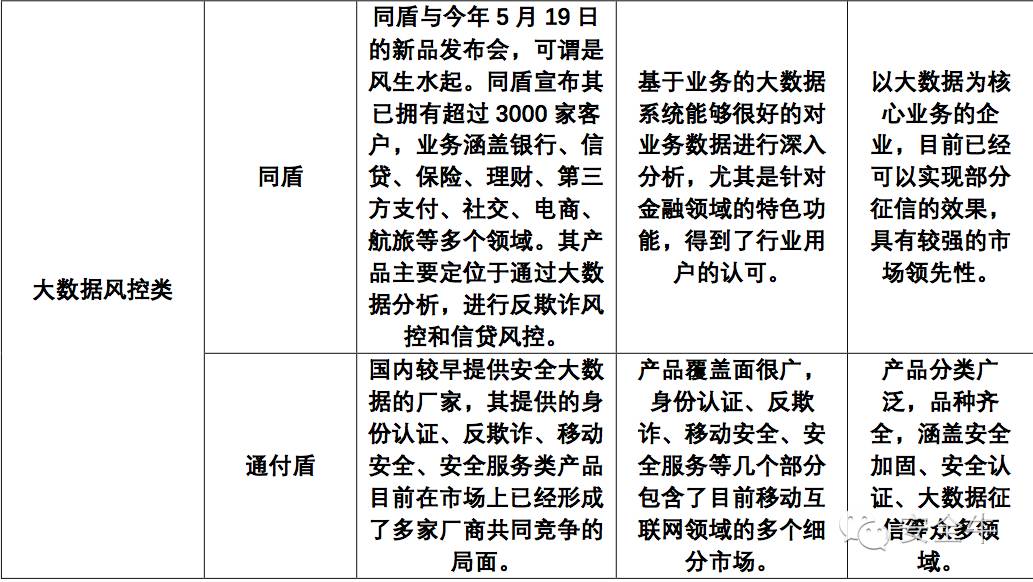 大数据风控类
同盾
同盾与今年 5 月 19 日
的新品发布会，可谓是
风生水起。同盾宣布其
已拥有超过 3000 家客
户，业务涵盖银行、信
贷、保险、理财、第三
方支付、社交、电商、
航旅等多个领域。其产
品主要定位于通过大数
据分析，进行反欺诈风
控和信贷风控。
基于业务的大数据
系统能够很好的对
业务数据进行深入
分析，尤其是针对
金融领域的特色功
能，得到了行业用
户的认可。
以大数据为核
心业务的企
业，目前已经
可以实现部分
征信的效果，
具有较强的市
场领先性。
通付盾
国内较早提供安全大数
据的厂家，其提供的身
份认证、反欺诈、移动
安全、安全服务类产品
目前在市场上已经形成
了多家厂商共同竞争的
局面。
产品覆盖面很广，
身份认证、反欺
诈、移动安全、安
全服务等几个部分
包含了目前移动互
联网领域的多个细
分市场。
产品分类广
泛，品种齐
全，涵盖安全
加固、安全认
证、大数据征
信等众多领
域。
安全牛